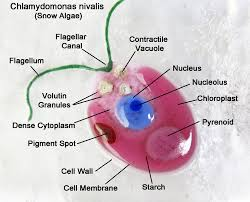 Chlamydomonas nivalis
(Snow Algae)
Flagellar
Canal
Contractile
Vacuole
Flagellum
Nucleus
Nucleolus
Volutin
Granules
Chloroplast
Dense Cytoplasm
Pyrenoid
Pigment Spot
Cell Wall
Cell Membrane
Starch